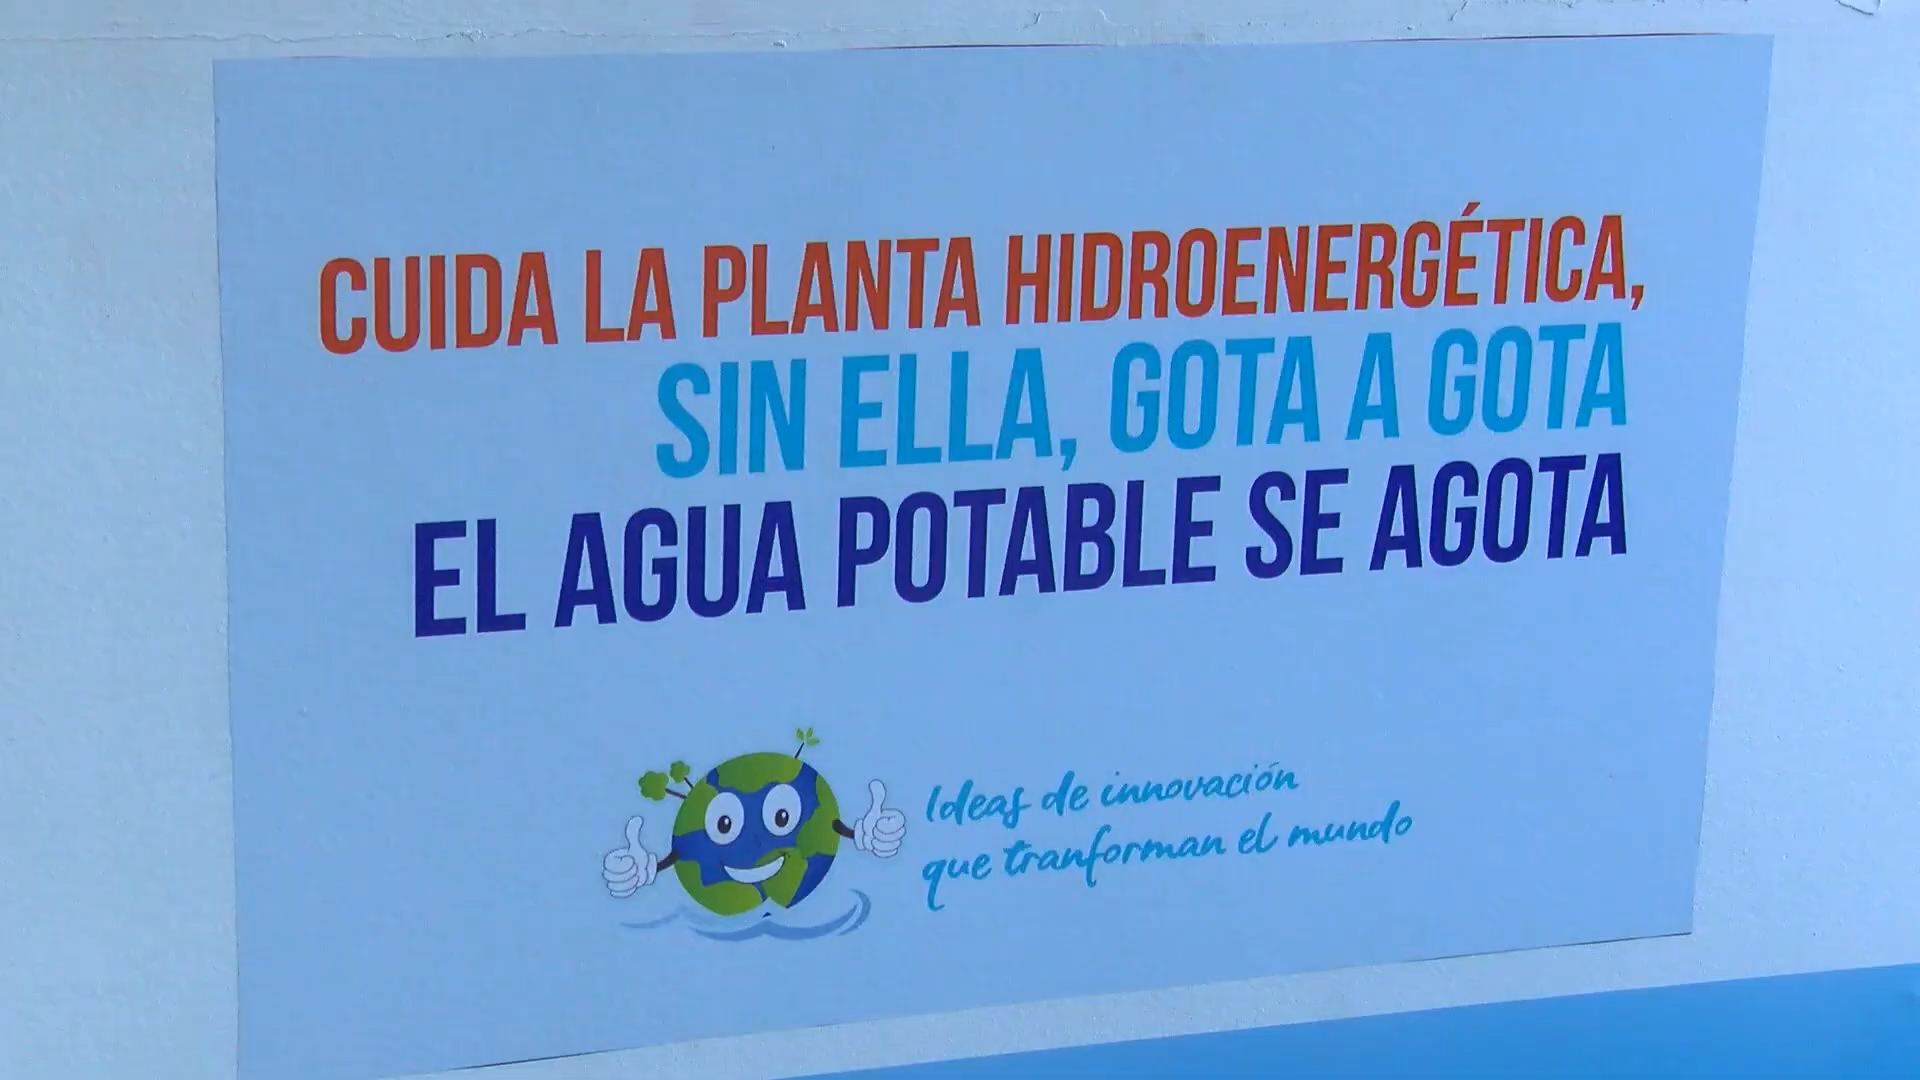 CUIDA LA PLANTA HIDROENERGÉTICA,
SIN ELLA, GOTA A GOTA
EL AGUA POTABLE SE AGOTA
Ideas de innovación
que tranforman el mundo